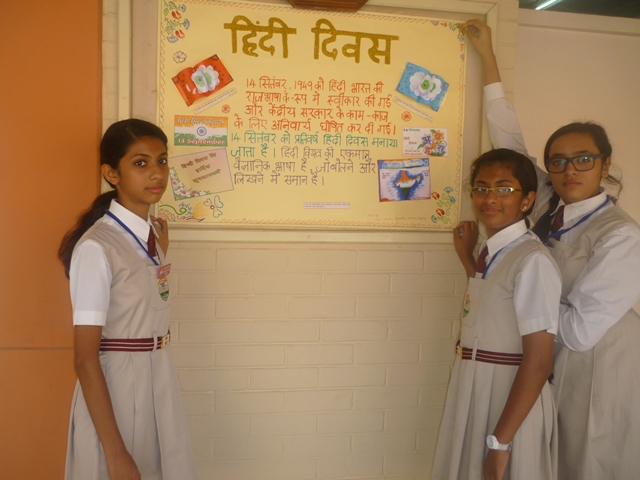 हिंदी दिवस
14 सितंबर, 1949 को हिंदी भारत की
राजभाषा के रूप में स्वीकार की गई
और केंद्रीय सरकार के काम-काज
के लिए अनिवार्य घोषित कर दी गई।
14 सितंबर को प्रतिवर्ष हिंदी दिवस मनाया
जाता है। हिंदी विश्व की एकमात्र
वैज्ञानिक भाषा है जो बोलने और
लिखने में समान है।
14 September